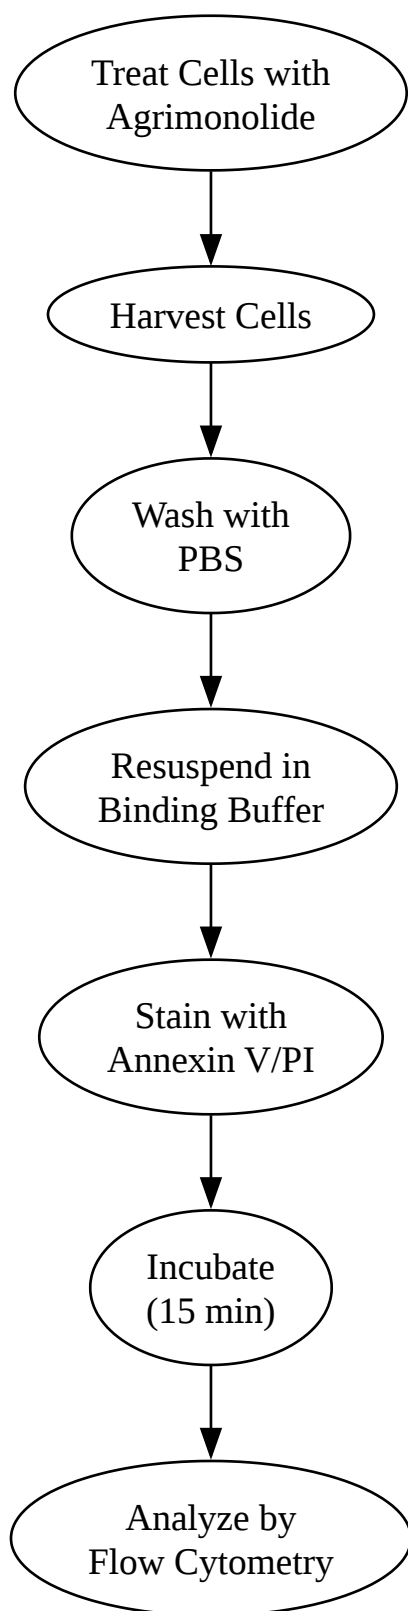 Treat Cells with
Agrimonolide
Harvest Cells
Wash with
PBS
Resuspend in
Binding Buffer
Stain with
Annexin V/PI
Incubate
(15 min)
Analyze by
Flow Cytometry